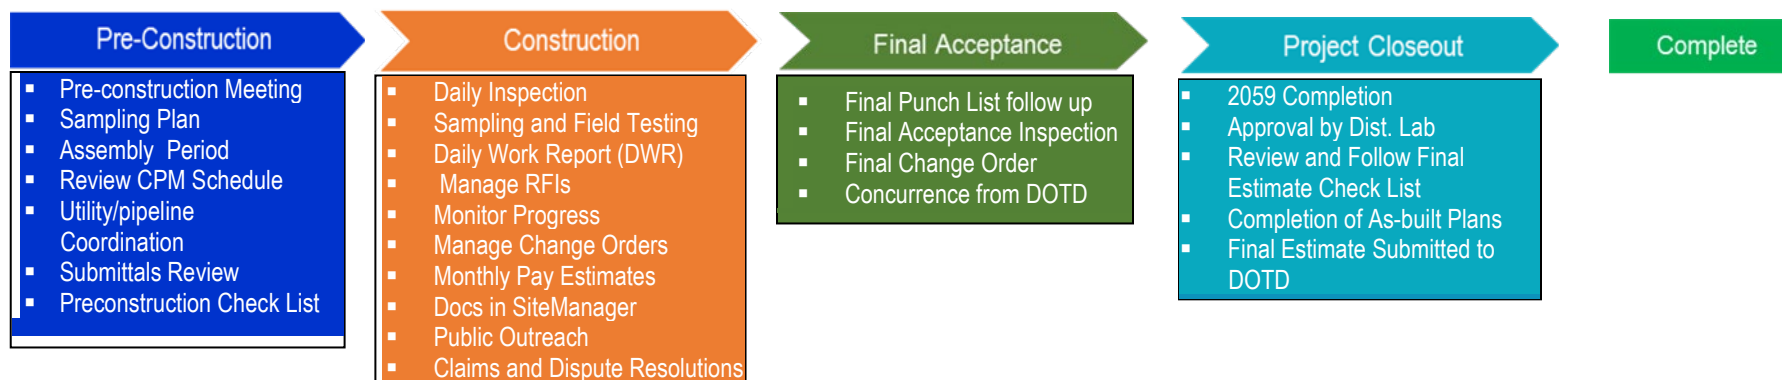 Pre-Construction
▪ Pre-construction Meeting
▪ Sampling Plan
▪ Assembly Period
▪ Review CPM Schedule
▪ Utility/pipeline
Coordination
▪ Submittals Review
▪ Preconstruction Check List
Construction
▪ Daily Inspection
▪ Sampling and Field Testing
▪ Daily Work Report (DWR)
▪ Manage RFIs
▪ Monitor Progress
▪ Manage Change Orders
▪ Monthly Pay Estimates
▪ Docs in SiteManager
▪ Public Outreach
▪ Claims and Dispute Resolutions
Final Acceptance
▪ Final Punch List follow up
▪ Final Acceptance Inspection
▪ Final Change Order
▪ Concurrence from DOTD
Project Closeout
▪ 2059 Completion
▪ Approval by Dist. Lab
▪ Review and Follow Final
Estimate Check List
▪ Completion of As-built Plans
▪ Final Estimate Submitted to
DOTD
Complete